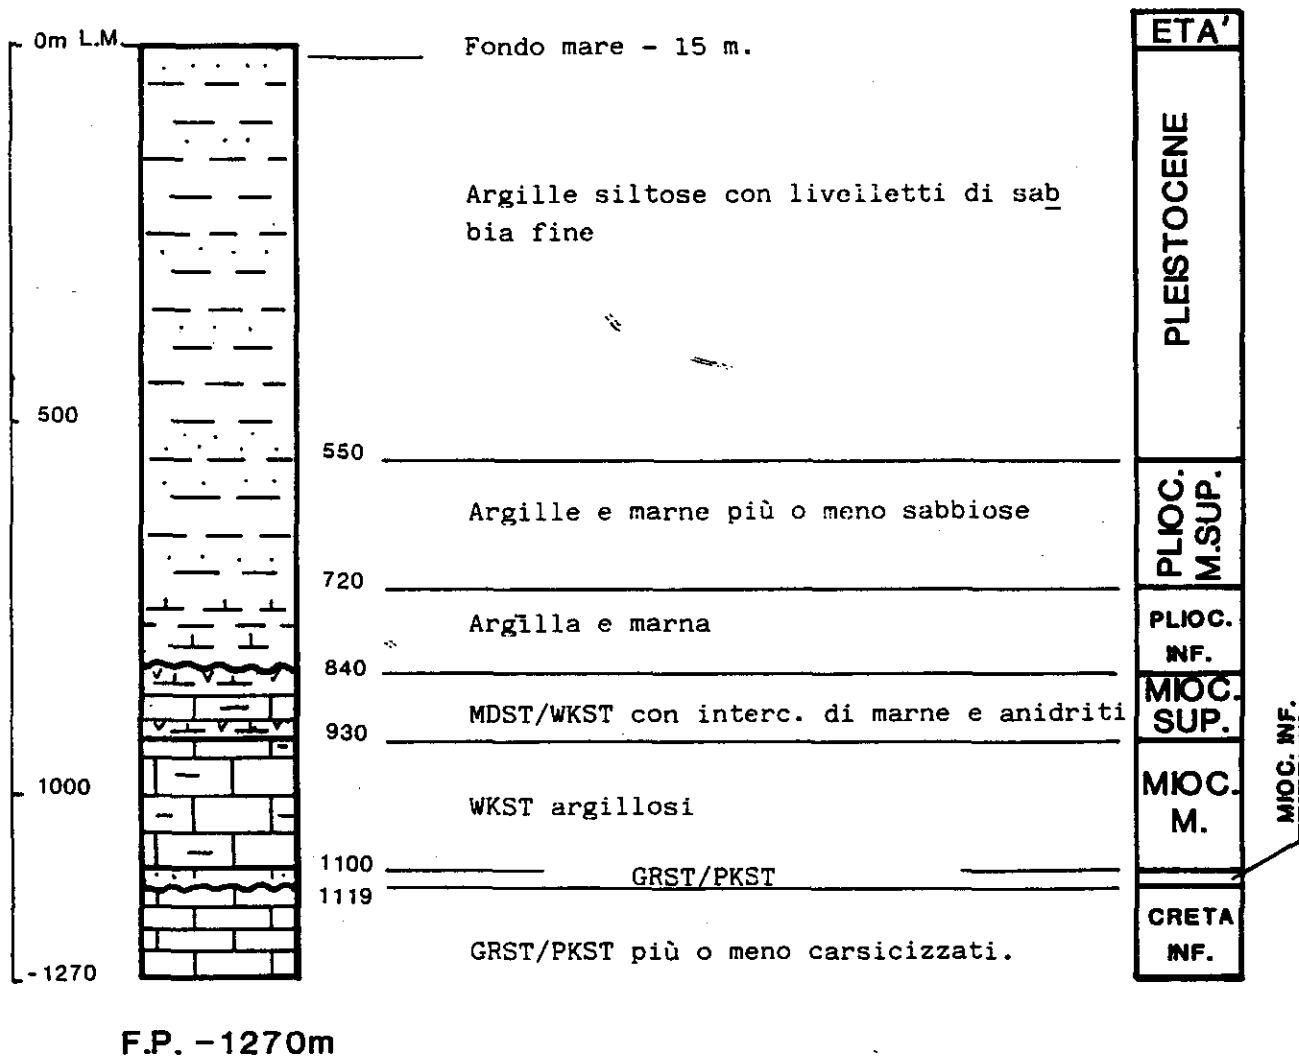 ETA'
0m L.M.
Fondo mare - 15 m.
PLEISTOCENE
Argille siltose con livelletti di sab
bia fine
500
550
Argille e marne più o meno sabbiose
PLIOC.
M.SUP.
720
Argilla e marna
PLIOC.
INF.
840
MDST/WKST con interc. di marne e anidriti
MIOC.
SUP.
930
MIOC. INF.
1000
WKST argillosi
MIOC.
M.
1100
GRST/PKST
1119
GRST/PKST più o meno carsicizzati.
CRETA
INF.
-1270
F.P. -1270m